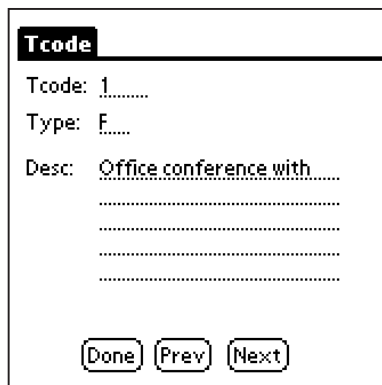 Tcode
Tcode: 1
Type: F
Desc: Office conference with
Done Prev Next